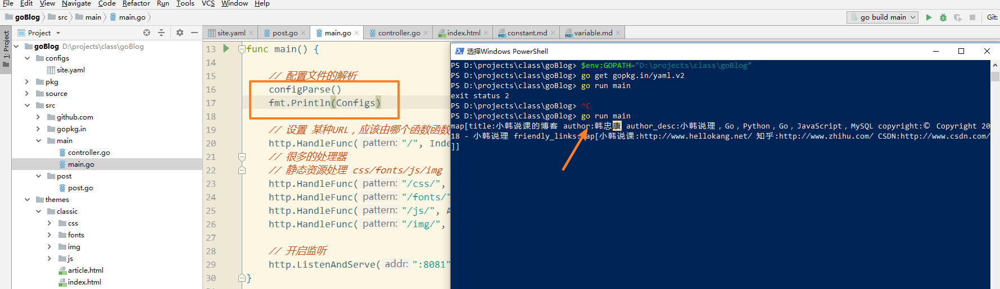 File Edit View Navigate Code Refactor Run Tools VCS Window Help
goBlog src main main.go
go build main
Git:
1: Project
Project
goBlog D:\projects\class\goBlog
configs
site.yaml
pkg
source
src
github.com
gopkg.in
main
controller.go
main.go
post
post.go
themes
classic
css
fonts
img
js
article.html
index.html
site.yaml post.go main.go controller.go index.html constant.md variable.md
13 func main() {
14
15 // 配置文件的解析
16 configParse()
17 fmt.Println(Configs)
18
19 // 设置 某种URL，应该由哪个函数函数
20 http.HandleFunc( pattern: "/", Inde
21 // 很多的处理器
22 // 静态资源处理 css/fonts/js/img
23 http.HandleFunc( pattern: "/css/",
24 http.HandleFunc( pattern: "/fonts/"
25 http.HandleFunc( pattern: "/js/", A
26 http.HandleFunc( pattern: "/img/",
27
28 // 开启监听
29 http.ListenAndServe( addr: ":8081"
30 }
选择Windows PowerShell
PS D:\projects\class\goBlog> $env:GOPATH="D:\projects\class\goBlog"
PS D:\projects\class\goBlog> go get gopkg.in/yaml.v2
PS D:\projects\class\goBlog> go run main
exit status 2
PS D:\projects\class\goBlog> ^C
PS D:\projects\class\goBlog> go run main
map[title:小韩说课的博客 author:韩忠康 author_desc:小韩说理，Go，Python，Go，JavaScript，MySQL copyright:© Copyright 20
18 - 小韩说理 friendly_links:map[小韩说课:http://www.hellokang.net/ 知乎:http://www.zhihu.com/ CSDN:http://www.csdn.com/
]]